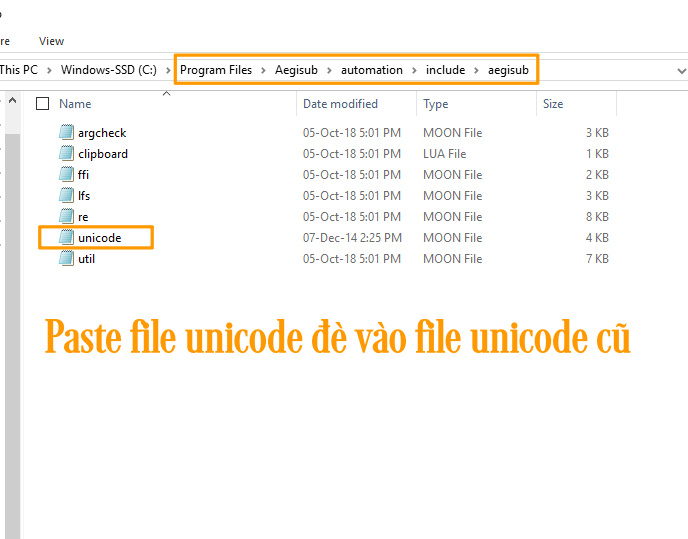 re View
This PC > Windows-SSD (C:) > Program Files > Aegisub > automation > include > aegisub
Name Date modified Type Size
argcheck 05-Oct-18 5:01 PM MOON File 3 KB
clipboard 05-Oct-18 5:01 PM LUA File 1 KB
ffi 05-Oct-18 5:01 PM MOON File 2 KB
lfs 05-Oct-18 5:01 PM MOON File 3 KB
re 05-Oct-18 5:01 PM MOON File 8 KB
unicode 07-Dec-14 2:25 PM MOON File 4 KB
util 05-Oct-18 5:01 PM MOON File 7 KB
Paste file unicode đè vào file unicode cũ